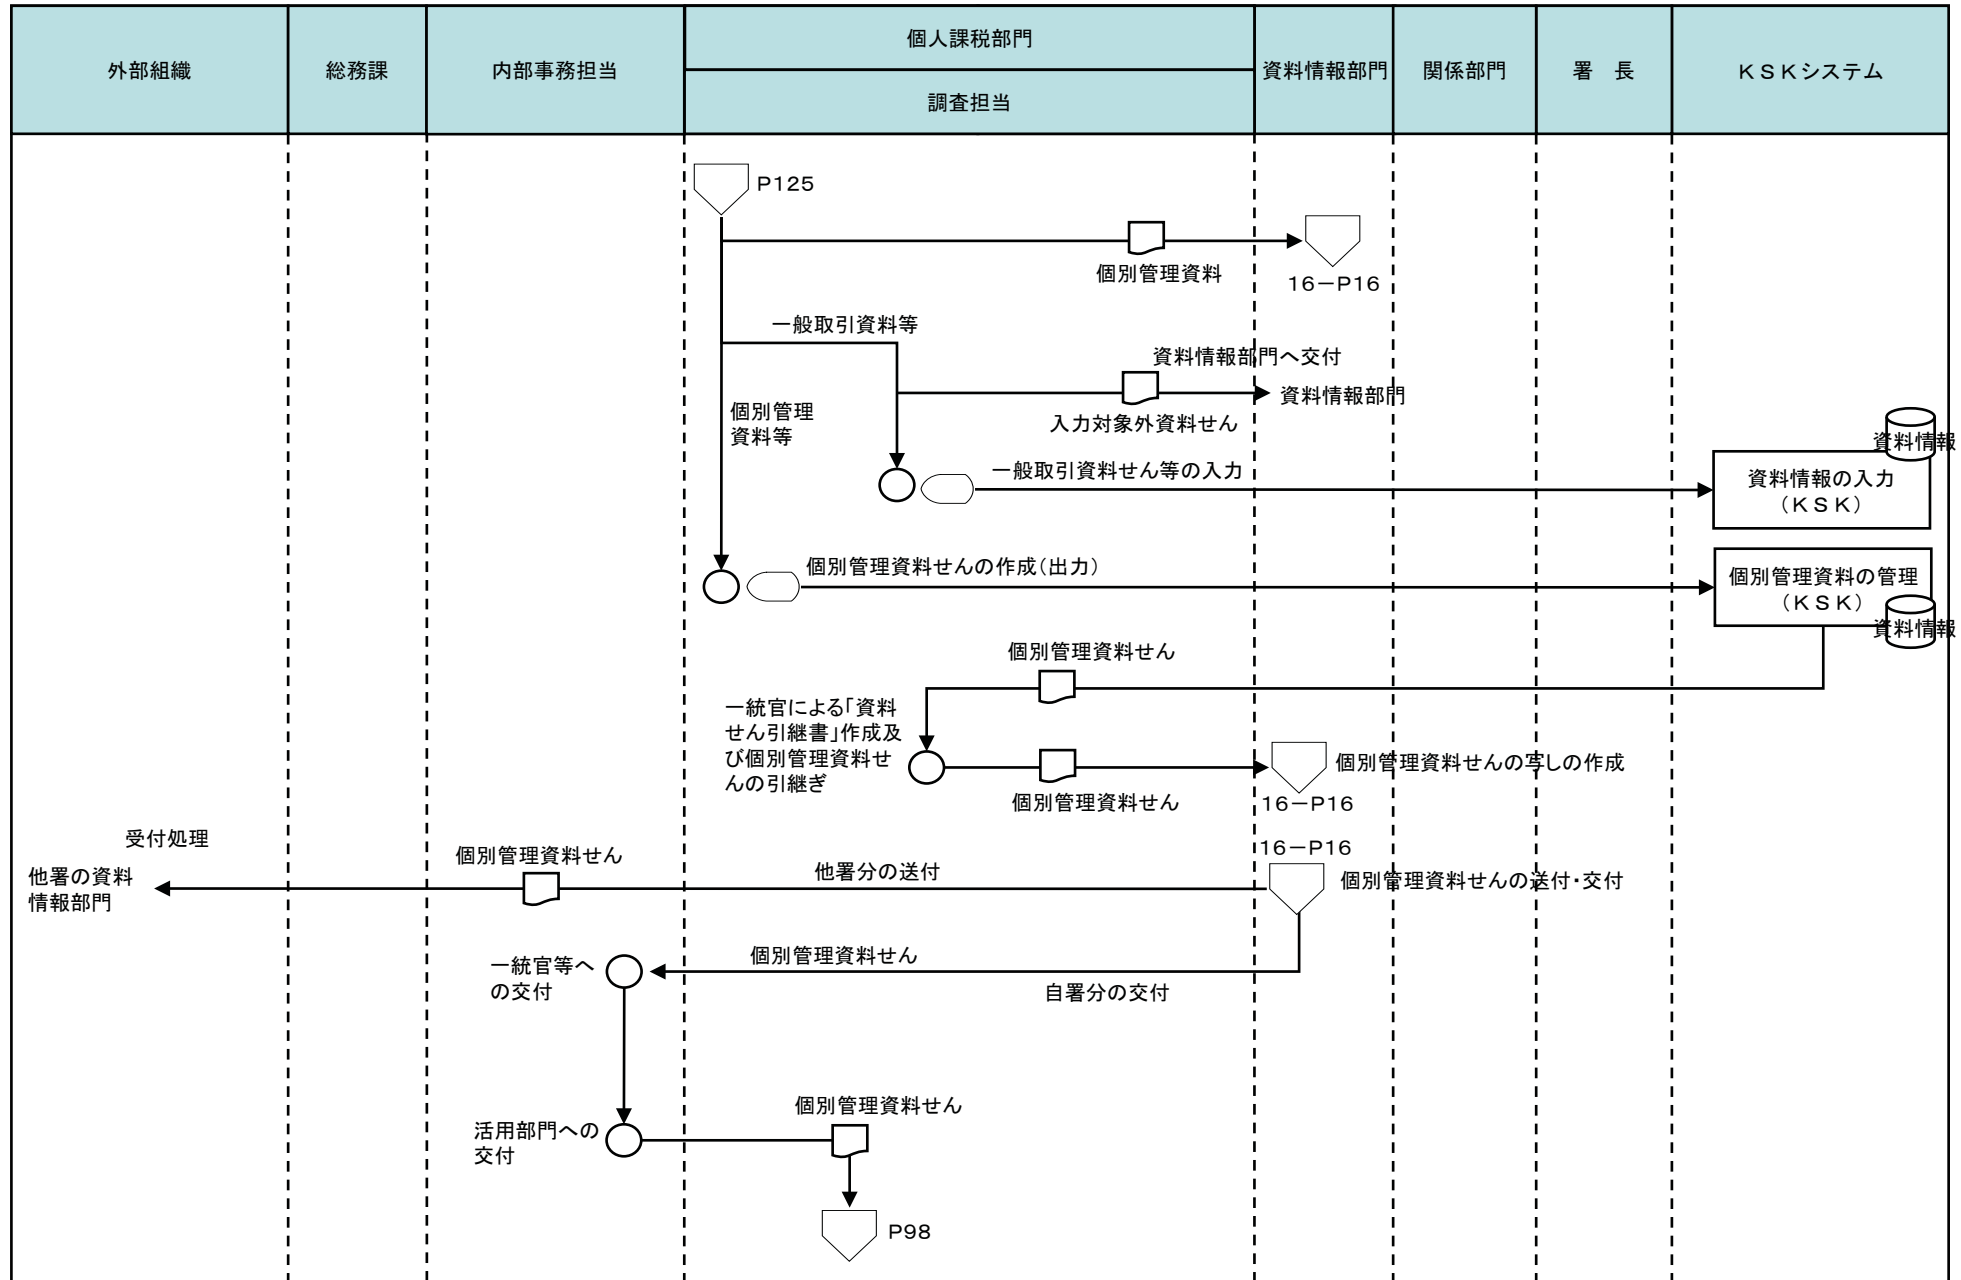 外部組織
総務課
内部事務担当
個人課税部門
調査担当
資料情報部門
関係部門
署　長
ＫＳＫシステム
P125
個別管理資料
16－P16
一般取引資料等
資料情報部門へ交付
資料情報部門
入力対象外資料せん
個別管理
資料等
一般取引資料せん等の入力
資料情報
資料情報の入力
（ＫＳＫ）
個別管理資料せんの作成（出力）
個別管理資料の管理
（ＫＳＫ）
資料情報
個別管理資料せん
一統官による「資料
せん引継書」作成及
び個別管理資料せ
んの引継ぎ
個別管理資料せん
個別管理資料せんの写しの作成
16－P16
16－P16
受付処理
他署の資料
情報部門
個別管理資料せん
他署分の送付
個別管理資料せんの送付・交付
一統官等へ
の交付
個別管理資料せん
自署分の交付
活用部門への
交付
個別管理資料せん
P98